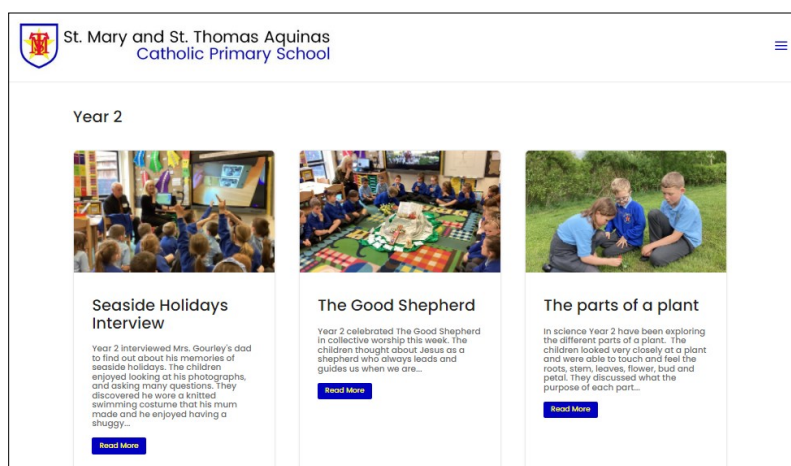 St. Mary and St. Thomas Aquinas
Catholic Primary School
Year 2
Seaside Holidays
Interview
Year 2 interviewed Mrs. Gourley's dad
to find out about his memories of
seaside holidays. The children
enjoyed looking at his photographs,
and asking many questions. They
discovered he wore a knitted
swimming costume that his mum
made and he enjoyed having a
shuggy...
Read More
The Good Shepherd
Year 2 celebrated The Good Shepherd
in collective worship this week. The
children thought about Jesus as a
shepherd who always leads and
guides us when we are...
Read More
The parts of a plant
In science Year 2 have been exploring
the different parts of a plant. The
children looked very closely at a plant
and were able to touch and feel the
roots, stem, leaves, flower, bud and
petal. They discussed what the
purpose of each part...
Read More